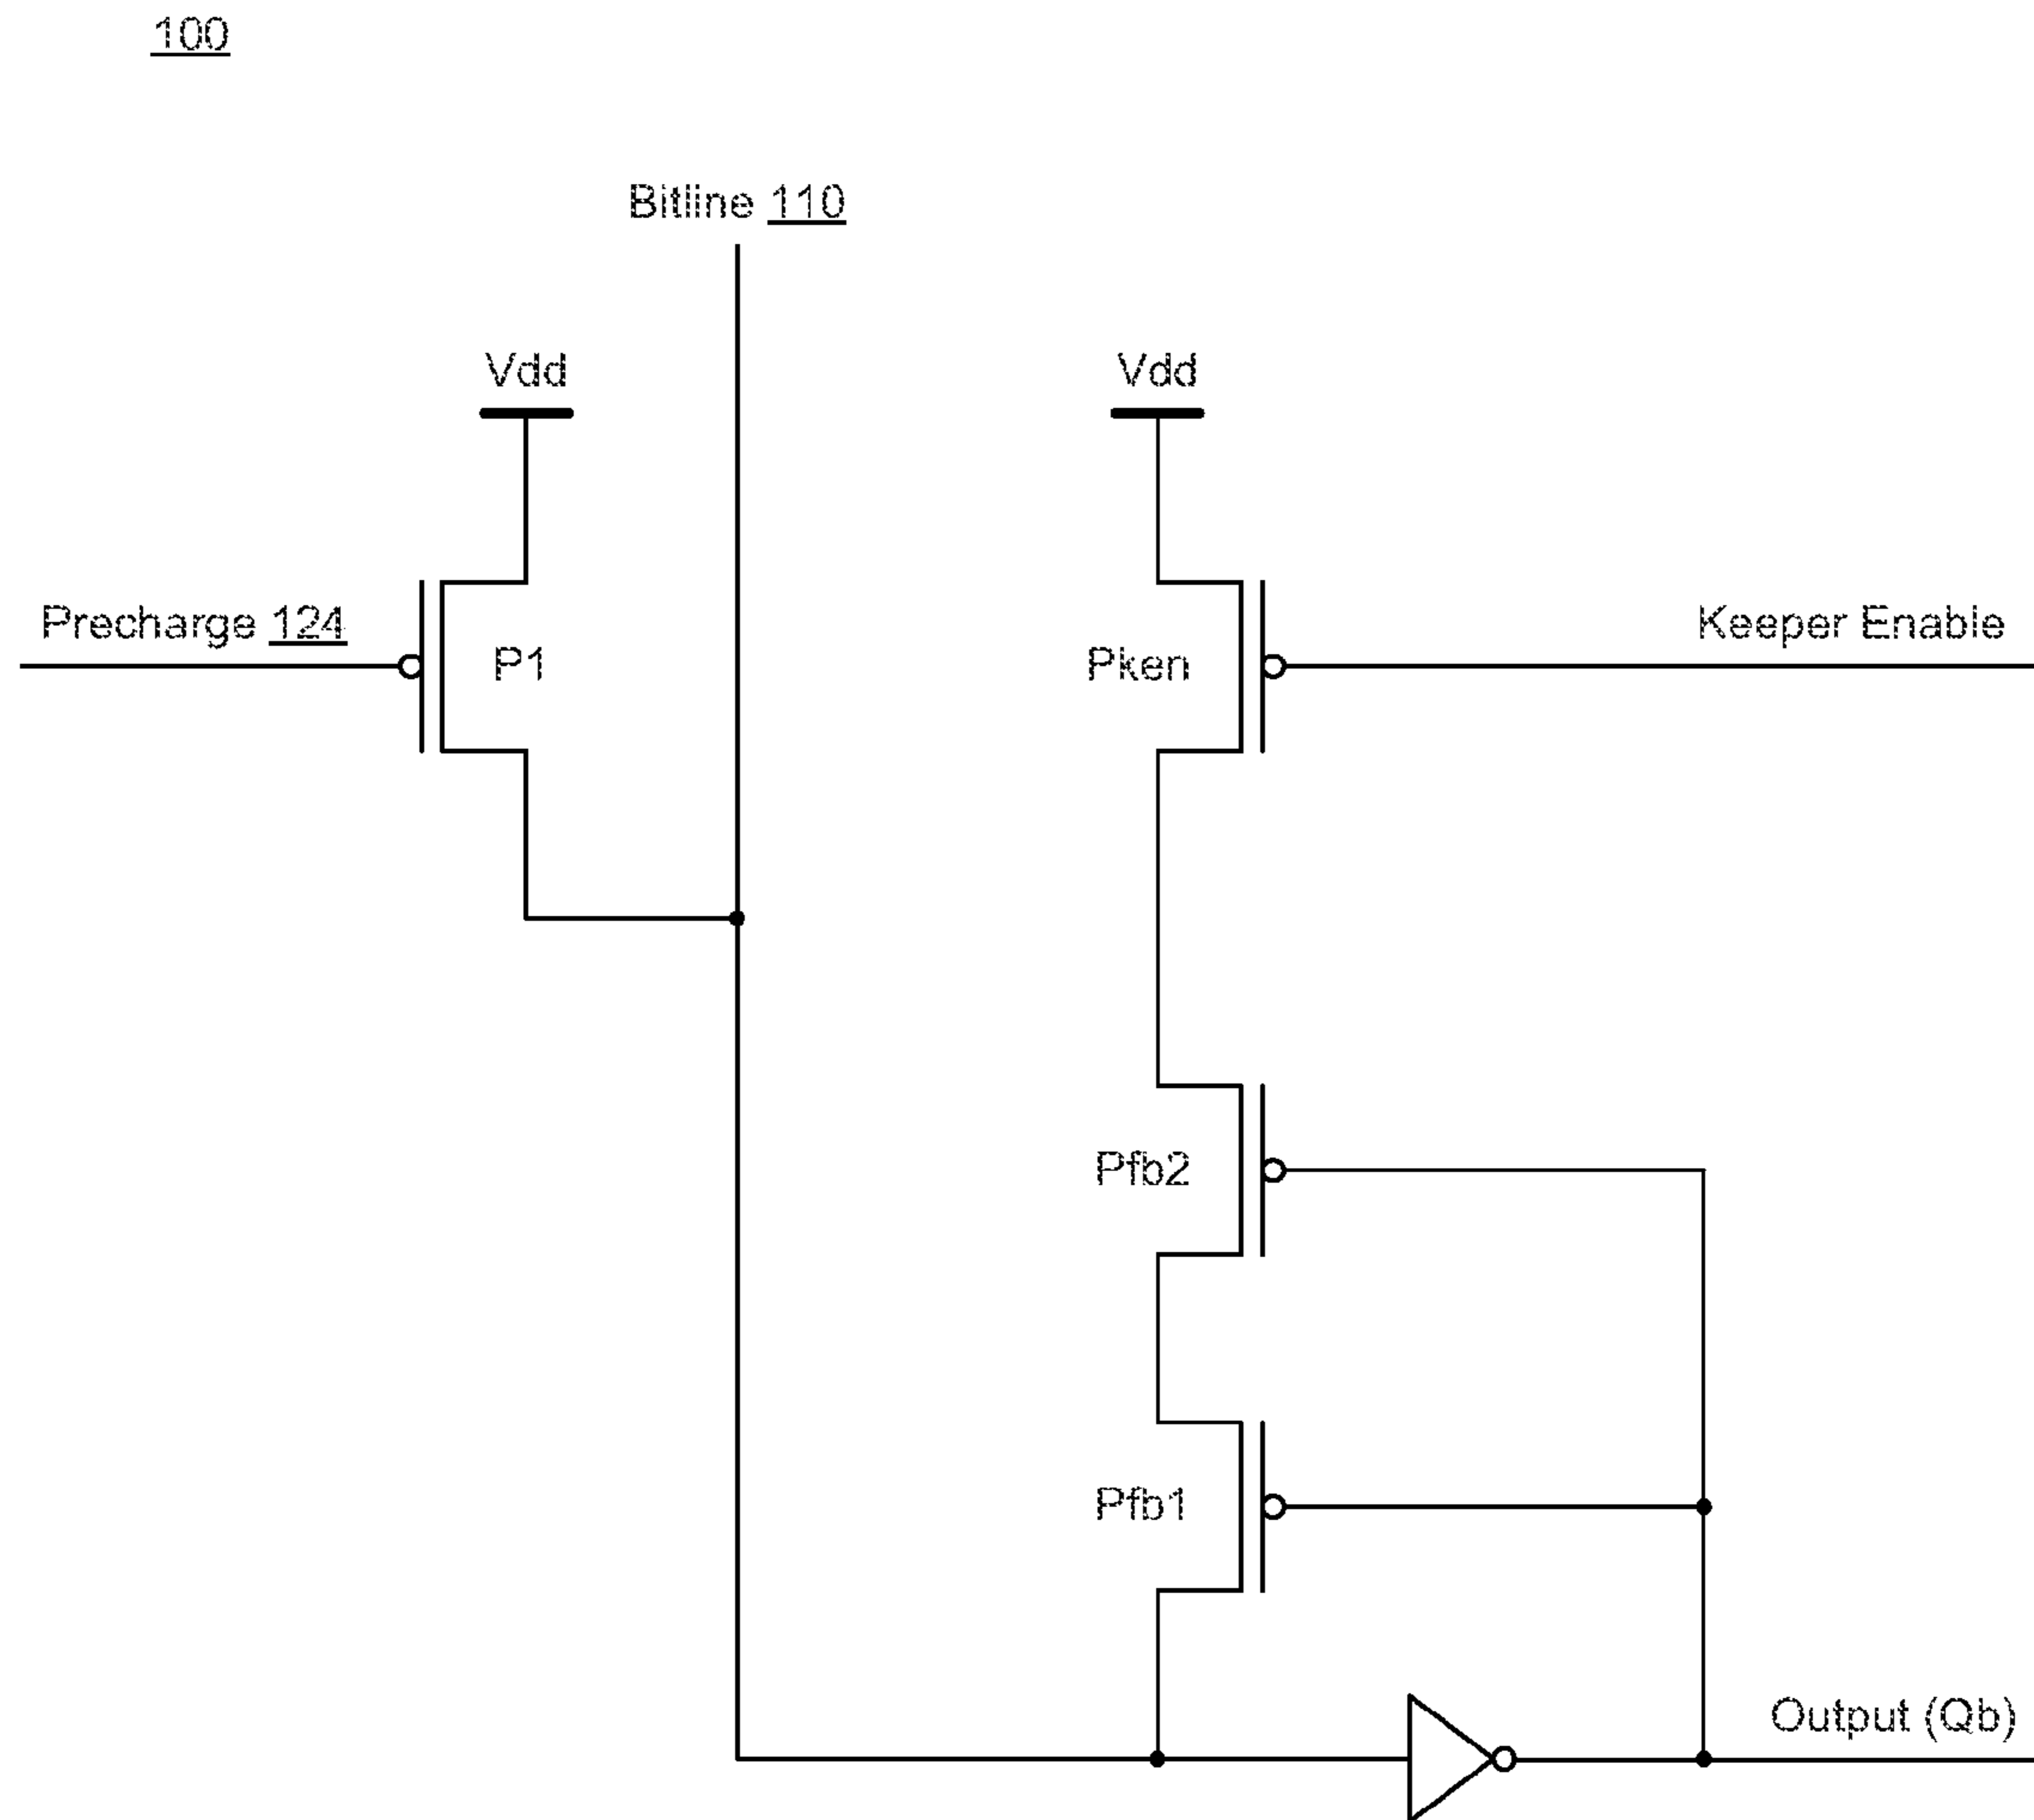 100
Bitline 110
Vdd
Vdd
Precharge 124
P1
Pken
Keeper Enable
Pfb2
Pfb1
Output (Qb)